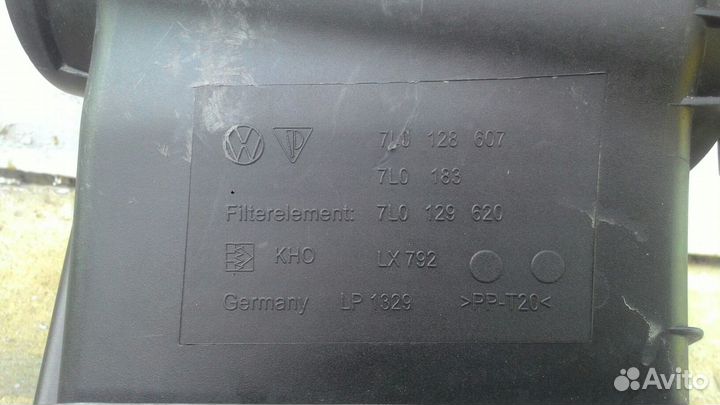 7L0 128 607
7L0 183
Filterelement: 7L0 129 620
KHO LX 792
Germany LP 1329 >PP-T20<
Avito